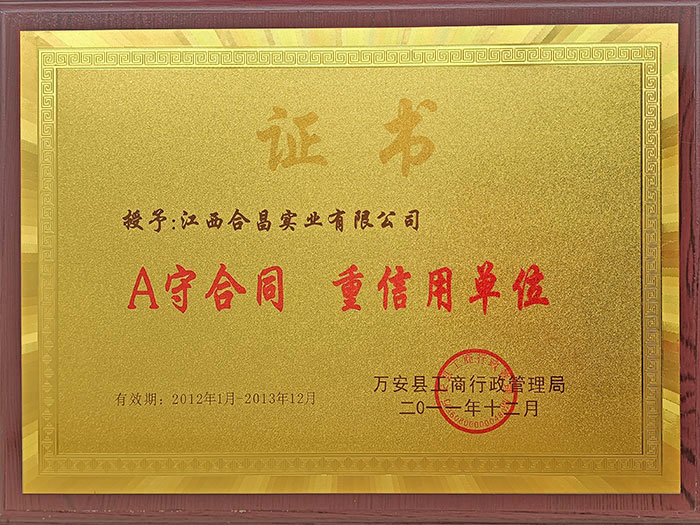 证书
授予:江西合昌实业有限公司
A守合同 重信用单位
万安县工商行政管理局
有效期：2012年1月-2013年12月
二0一一年十二月